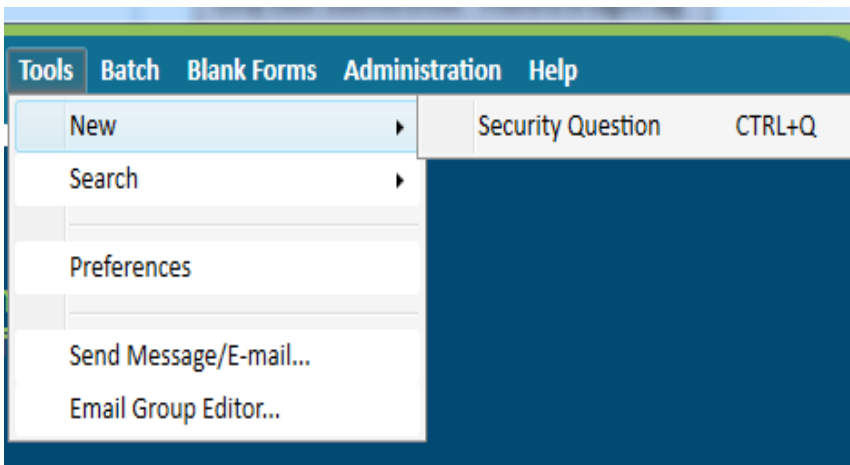 Tools Batch Blank Forms Administration Help
New Security Question CTRL+Q
Search
Preferences
Send Message/E-mail...
Email Group Editor...